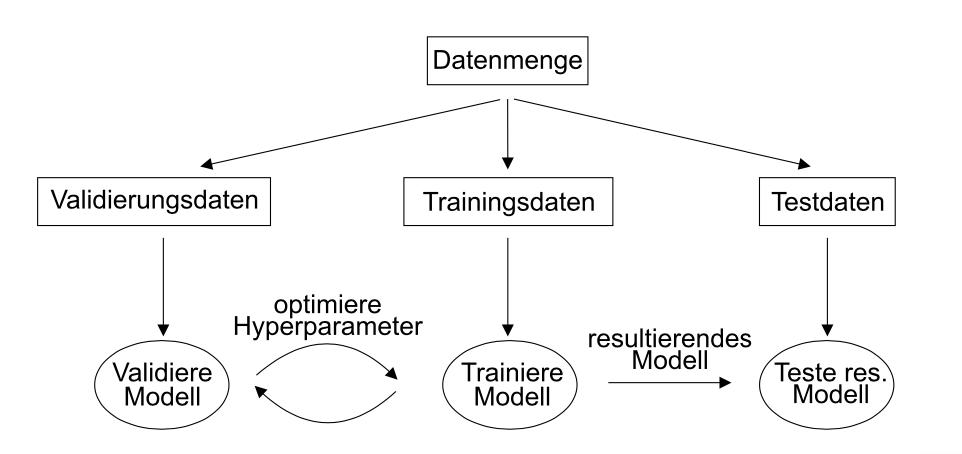 Datenmenge
Validierungsdaten
Trainingsdaten
Testdaten
optimiere
Hyperparameter
resultierendes
Modell
Validiere
Modell
Trainiere
Modell
Teste res.
Modell